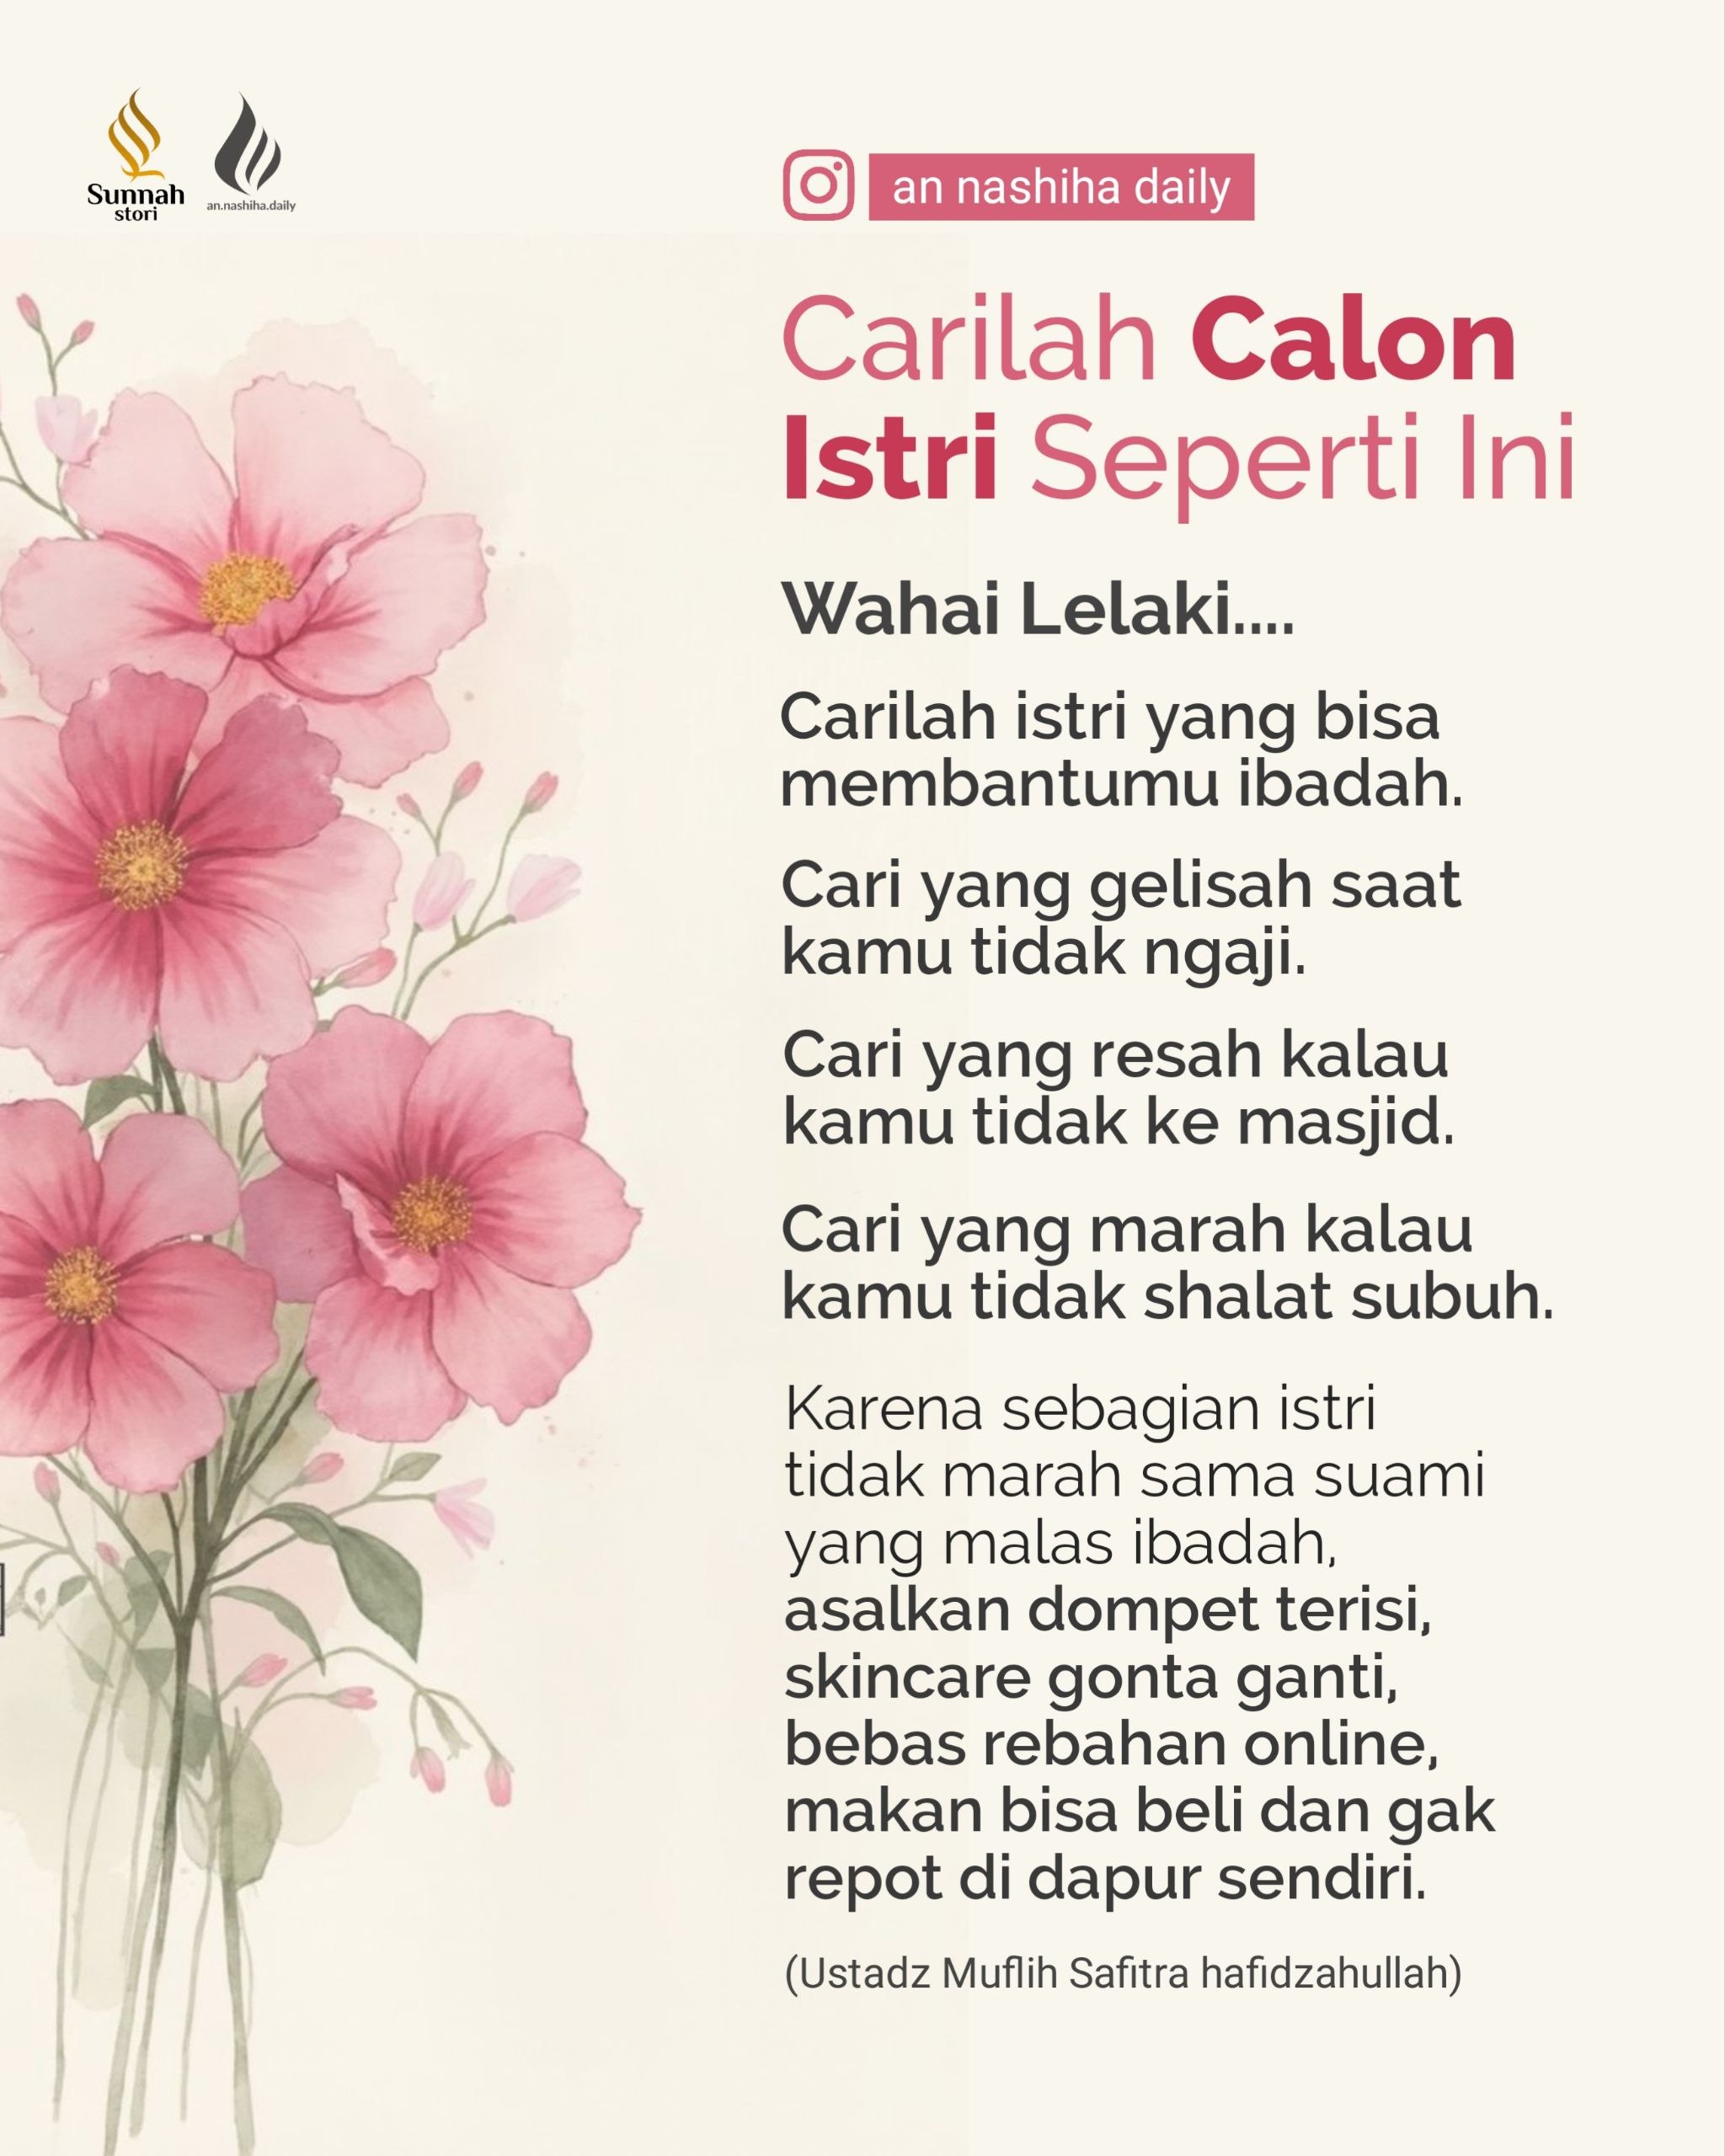 Sunnah
stori
an.nashiha.daily
an nashiha daily
Carilah Calon
Istri Seperti Ini
Wahai Lelaki....
Carilah istri yang bisa
membantumu ibadah.
Cari yang gelisah saat
kamu tidak ngaji.
Cari yang resah kalau
kamu tidak ke masjid.
Cari yang marah kalau
kamu tidak shalat subuh.
Karena sebagian istri
tidak marah sama suami
yang malas ibadah,
asalkan dompet terisi,
skincare gonta ganti,
bebas rebahan online,
makan bisa beli dan gak
repot di dapur sendiri.
(Ustadz Muflih Safitra hafidzahullah)